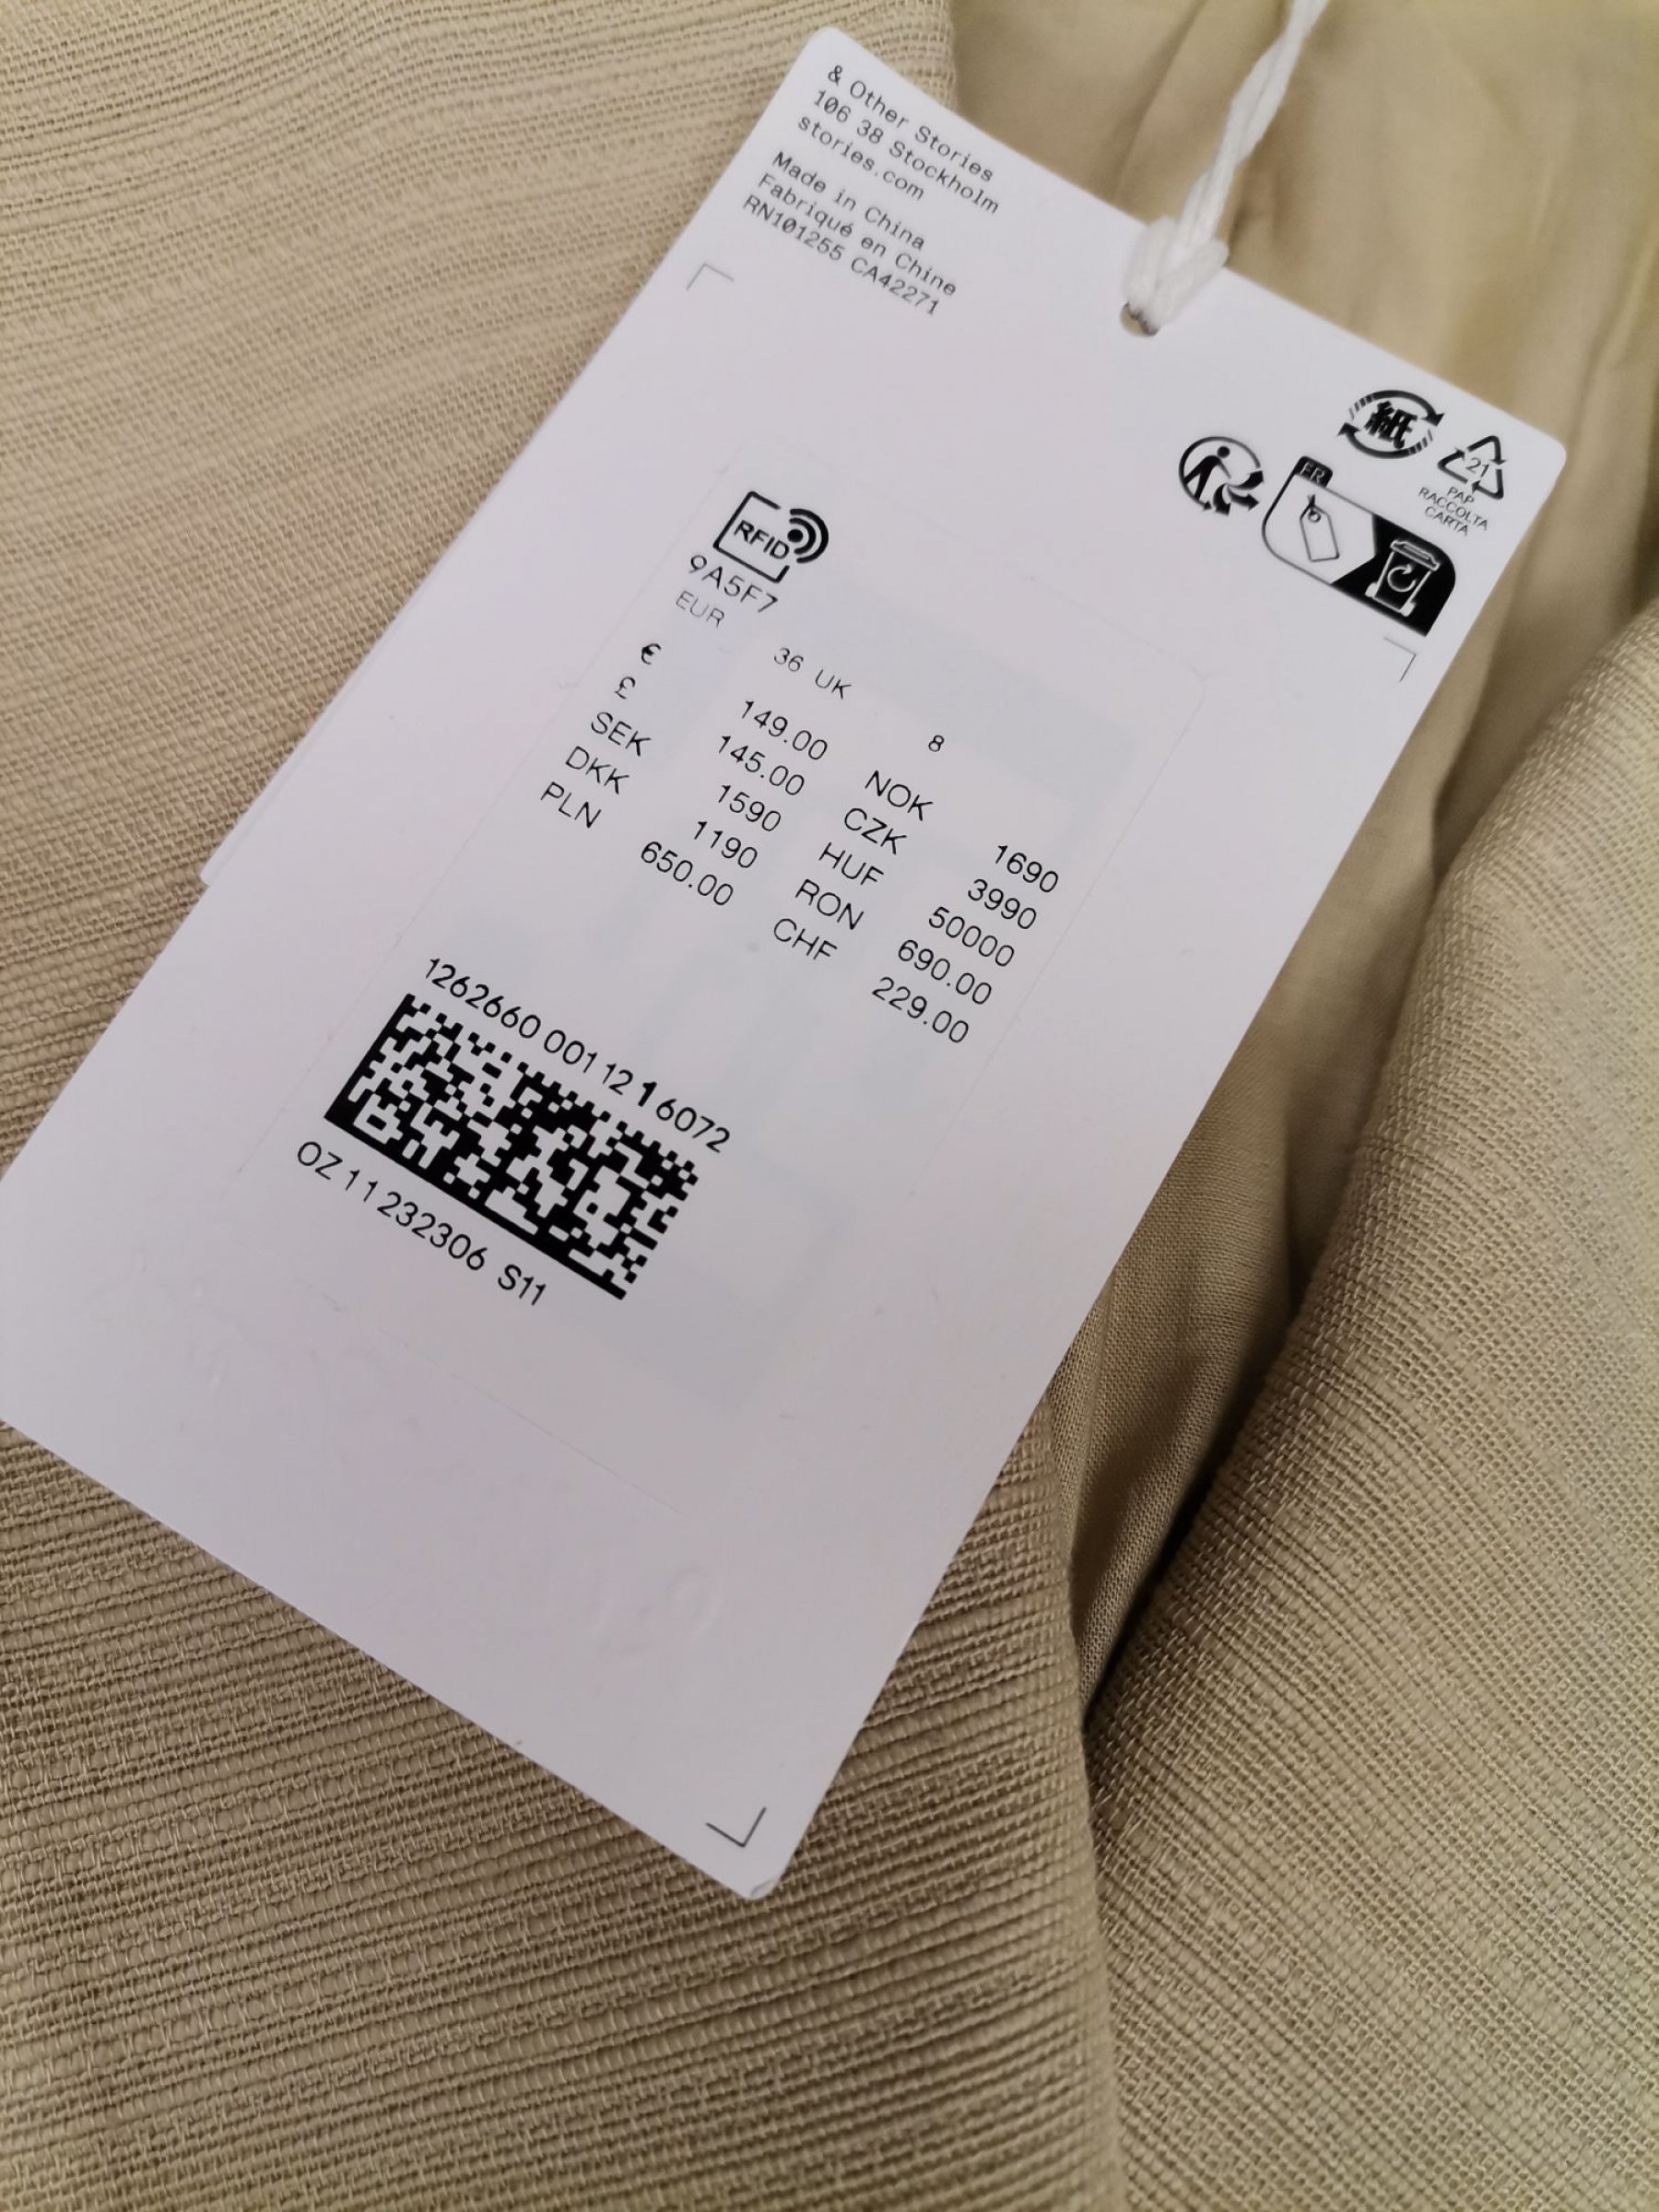 & Other Stories
106 38 Stockholm
stories.com
Made in China
Fabriqué en Chine
RN101255 CA42271
紙
21
PAP
RACCOLTA
CARTA
FR
RFID
9A5F7
EUR 36 UK 8
€ 149.00 NOK 1690
£ 145.00 CZK 3990
SEK 1590 HUF 50000
DKK 1190 RON 690.00
PLN 650.00 CHF 229.00
1262660 001 12 1 6072
OZ 11 232306 S11